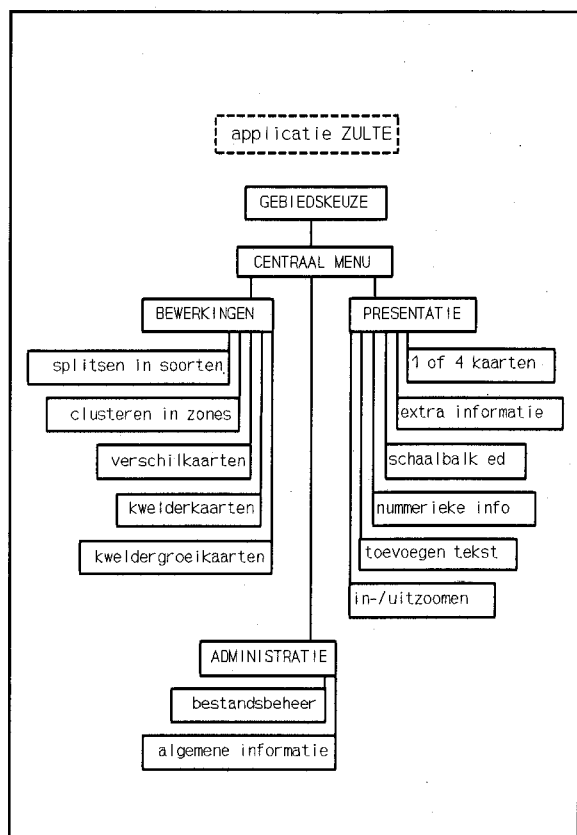 applicatie ZULTE
GEBIEDSKEUZE
CENTRAAL MENU
BEWERKINGEN
splitsen in soorten
clusteren in zones
verschilkaarten
kwelderkaarten
kweldergroeikaarten
PRESENTATIE
1 of 4 kaarten
extra informatie
schaalbalk ed
nummerieke info
toevoegen tekst
in-/uitzoomen
ADMINISTRATIE
bestandsbeheer
algemene informatie